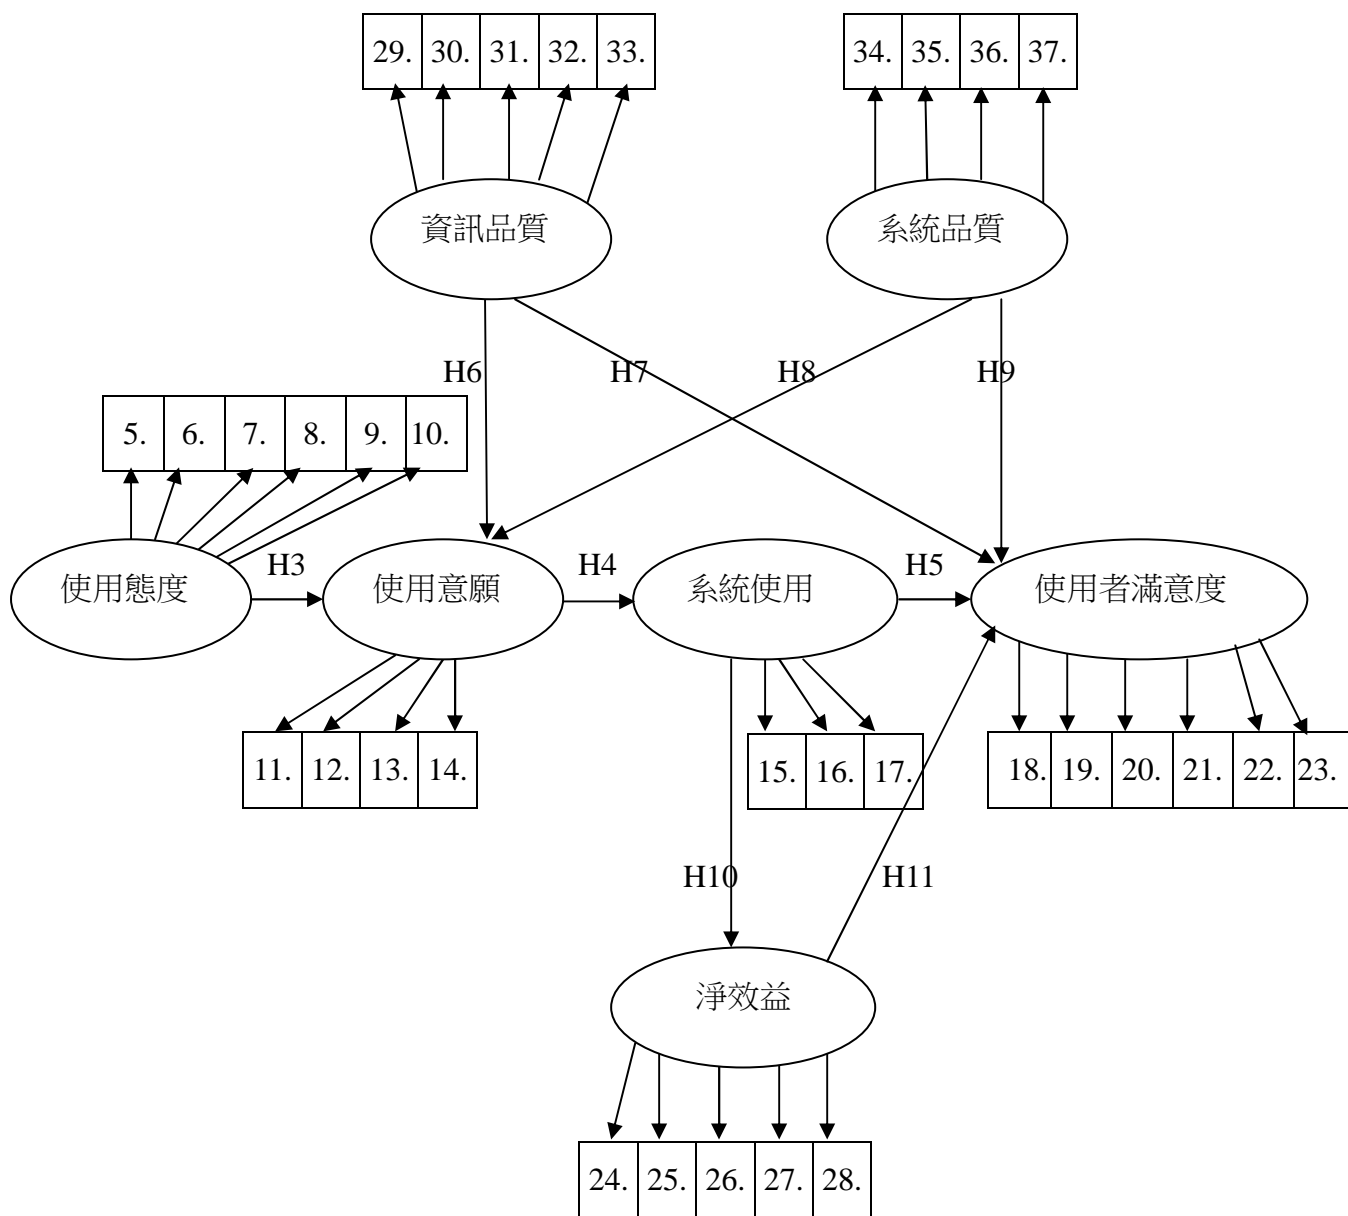 29. 30. 31. 32. 33.
34. 35. 36. 37.
資訊品質
系統品質
H6
H7
H8
H9
5. 6. 7. 8. 9. 10.
使用態度
H3
使用意願
H4
系統使用
H5
使用者滿意度
11. 12. 13. 14.
15. 16. 17.
18. 19. 20. 21. 22. 23.
H10
H11
淨效益
24. 25. 26. 27. 28.